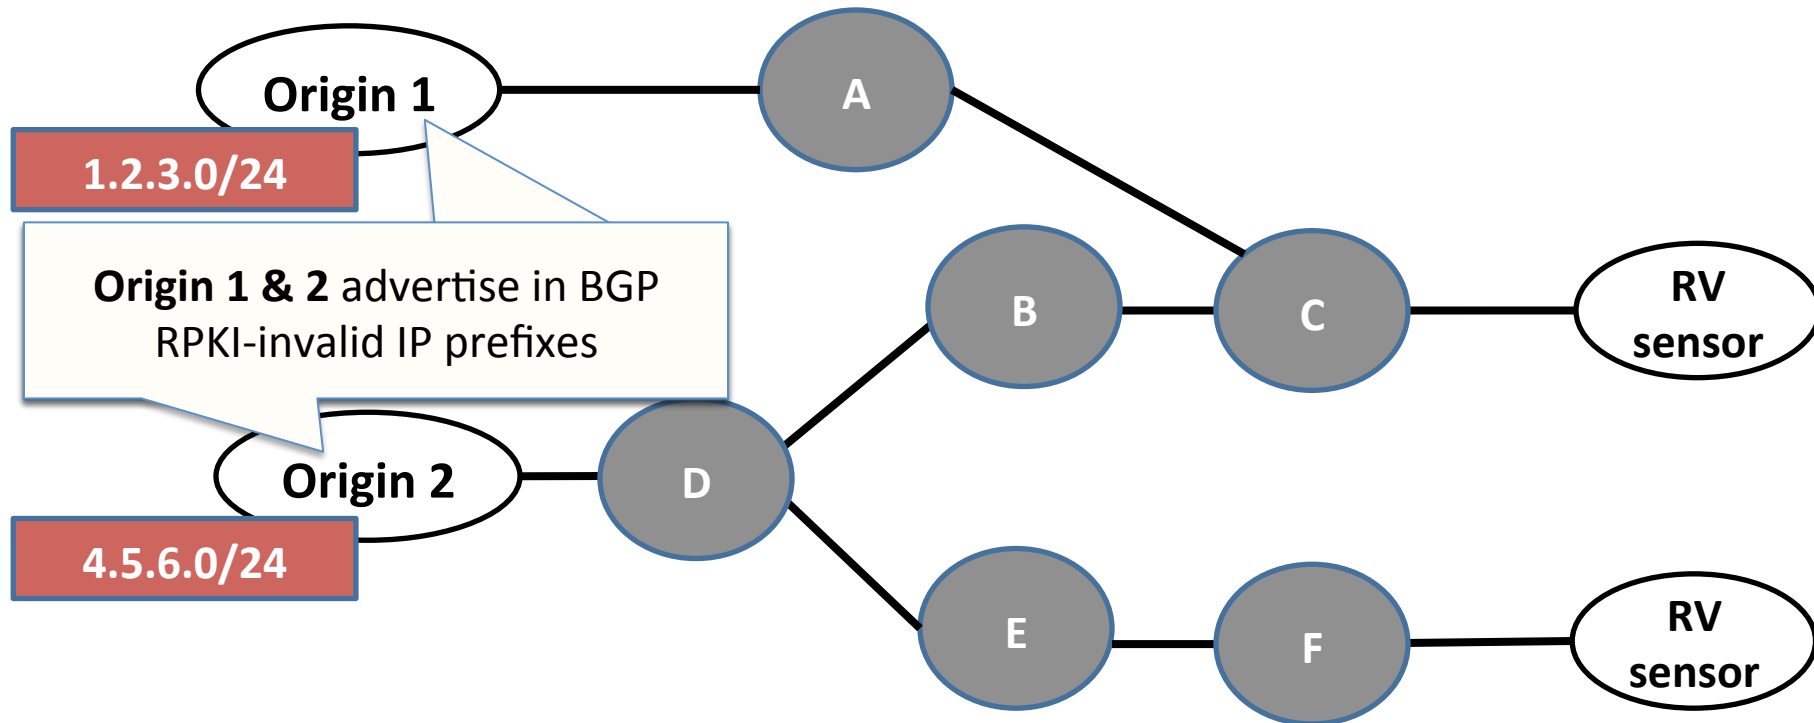 Origin 1
A
1.2.3.0/24
Origin 1 & 2 advertise in BGP
RPKI-invalid IP prefixes
B
C
RV
sensor
Origin 2
D
4.5.6.0/24
E
F
RV
sensor